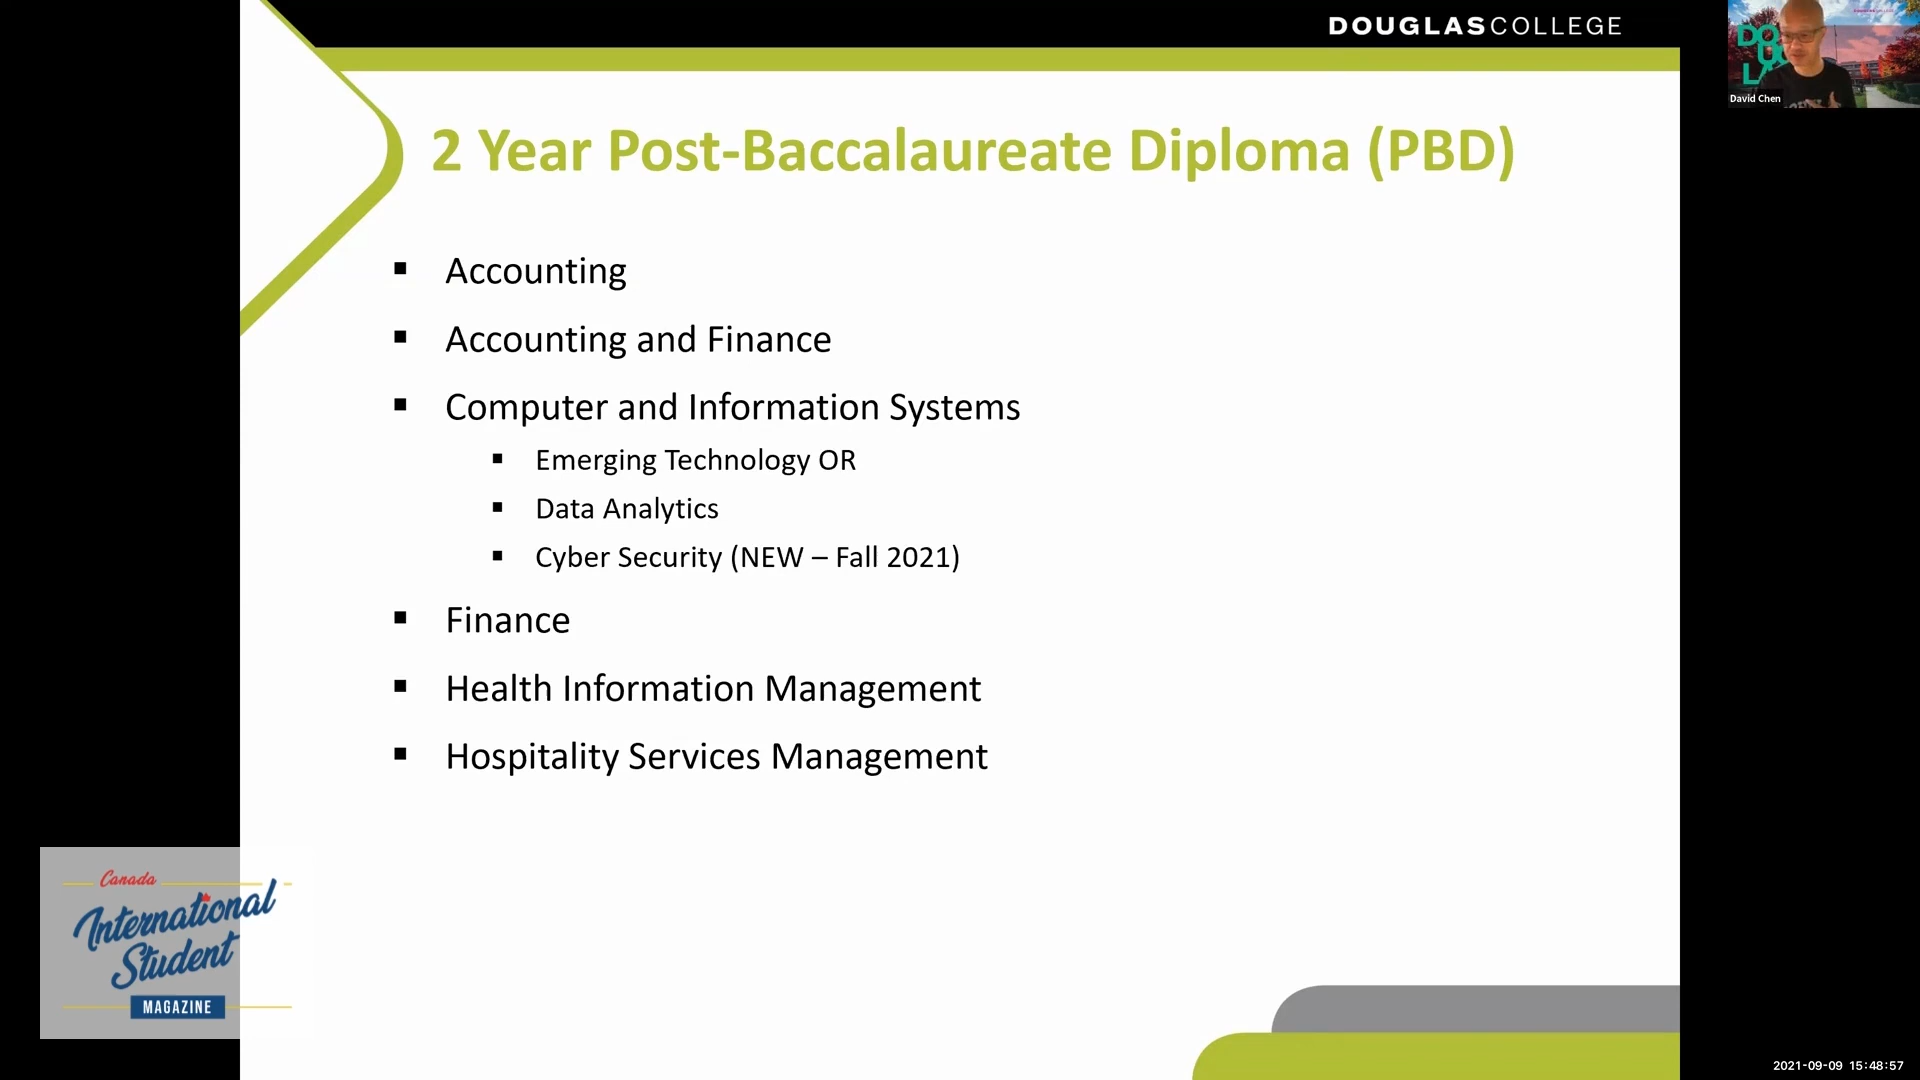 DOUGLASCOLLEGE
David Chen
2 Year Post-Baccalaureate Diploma (PBD)
▪ Accounting
▪ Accounting and Finance
▪ Computer and Information Systems
▪ Emerging Technology OR
▪ Data Analytics
▪ Cyber Security (NEW – Fall 2021)
▪ Finance
▪ Health Information Management
▪ Hospitality Services Management
Canada
International
Student
MAGAZINE
2021-09-09 15:48:57